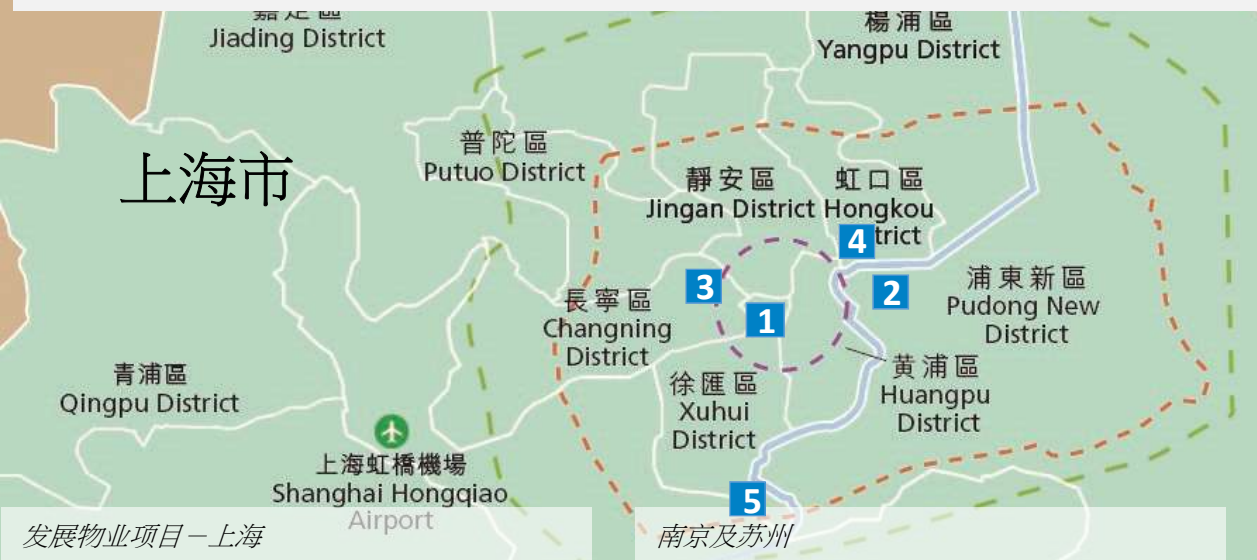 嘉定區
Jiading District
楊浦區
Yangpu District
上海市
普陀區
Putuo District
靜安區
Jingan District
虹口區
Hongkou
trict
4
3
2
1
浦東新區
Pudong New
District
長寧區
Changning
District
黄浦區
Huangpu
District
徐匯區
Xuhui
District
青浦區
Qingpu District
上海虹橋機場
Shanghai Hongqiao
Airport
5
发展物业项目－上海
南京及苏州